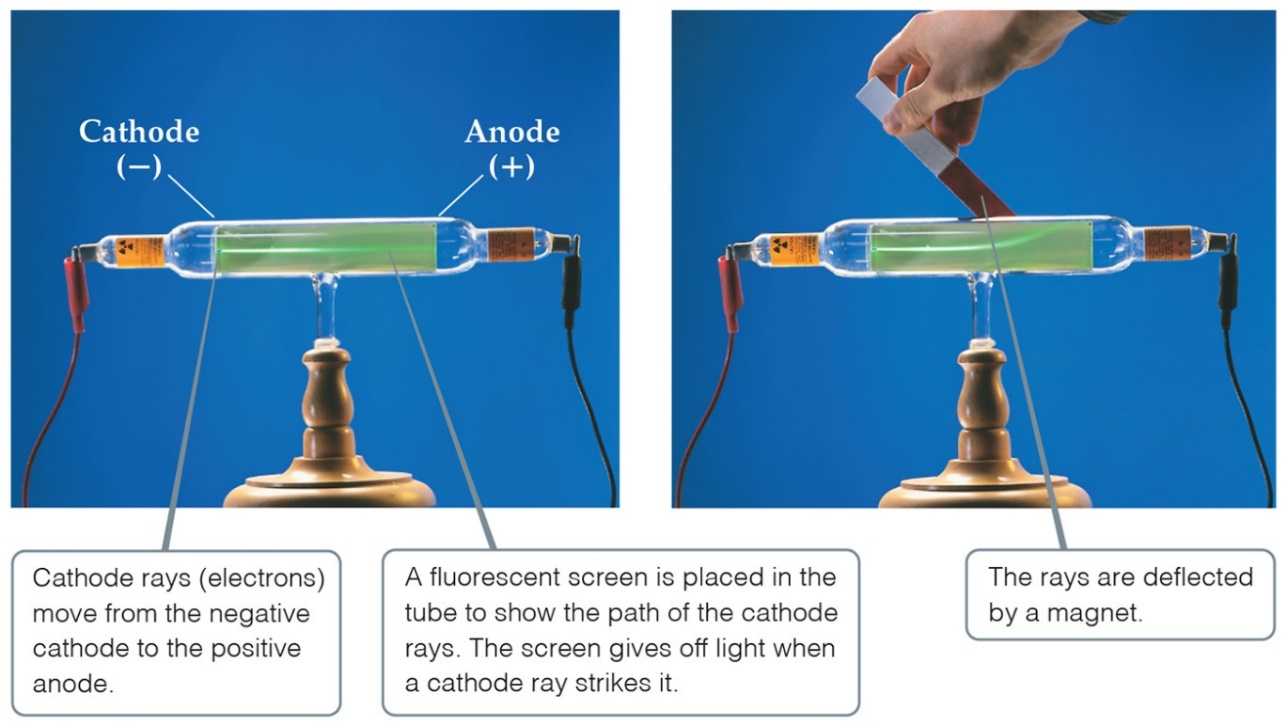 Cathode
(−)
Anode
(+)
Cathode rays (electrons)
move from the negative
cathode to the positive
anode.
A fluorescent screen is placed in the
tube to show the path of the cathode
rays. The screen gives off light when
a cathode ray strikes it.
The rays are deflected
by a magnet.